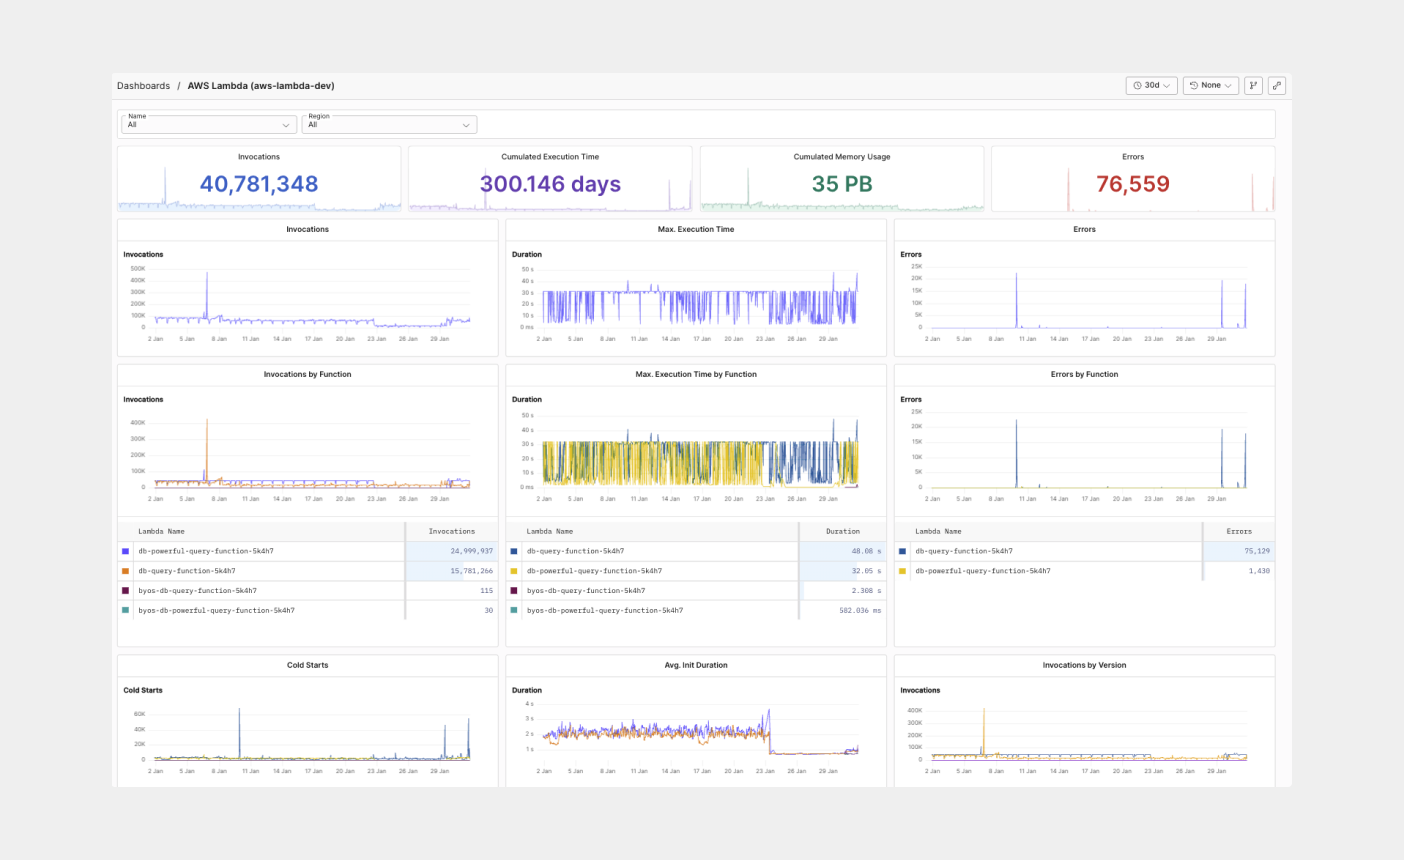 Dashboards / AWS Lambda (aws-lambda-dev)
30d
None
Name
All
Region
All
Invocations
40,781,348
Cumulated Execution Time
300.146 days
Cumulated Memory Usage
35 PB
Errors
76,559
Invocations
Invocations
500K
400K
300K
200K
100K
0
2 Jan 5 Jan 8 Jan 11 Jan 14 Jan 17 Jan 20 Jan 23 Jan 26 Jan 29 Jan
Max. Execution Time
Duration
50 s
40 s
30 s
20 s
10 s
0 ms
2 Jan 5 Jan 8 Jan 11 Jan 14 Jan 17 Jan 20 Jan 23 Jan 26 Jan 29 Jan
Errors
Errors
25K
20K
15K
10K
5K
0
2 Jan 5 Jan 8 Jan 11 Jan 14 Jan 17 Jan 20 Jan 23 Jan 26 Jan 29 Jan
Invocations by Function
Invocations
400K
300K
200K
100K
0
2 Jan 5 Jan 8 Jan 11 Jan 14 Jan 17 Jan 20 Jan 23 Jan 26 Jan 29 Jan
Lambda Name Invocations
db-powerful-query-function-5k4h7 24,999,937
db-query-function-5k4h7 15,781,266
byos-db-query-function-5k4h7 115
byos-db-powerful-query-function-5k4h7 30
Max. Execution Time by Function
Duration
50 s
40 s
30 s
20 s
10 s
0 ms
2 Jan 5 Jan 8 Jan 11 Jan 14 Jan 17 Jan 20 Jan 23 Jan 26 Jan 29 Jan
Lambda Name Duration
db-query-function-5k4h7 48.08 s
db-powerful-query-function-5k4h7 32.05 s
byos-db-query-function-5k4h7 2.308 s
byos-db-powerful-query-function-5k4h7 582.036 ms
Errors by Function
Errors
25K
20K
15K
10K
5K
0
2 Jan 5 Jan 8 Jan 11 Jan 14 Jan 17 Jan 20 Jan 23 Jan 26 Jan 29 Jan
Lambda Name Errors
db-query-function-5k4h7 75,129
db-powerful-query-function-5k4h7 1,430
Cold Starts
Cold Starts
60K
40K
20K
0
2 Jan 5 Jan 8 Jan 11 Jan 14 Jan 17 Jan 20 Jan 23 Jan 26 Jan 29 Jan
Avg. Init Duration
Duration
4 s
3 s
2 s
1 s
2 Jan 5 Jan 8 Jan 11 Jan 14 Jan 17 Jan 20 Jan 23 Jan 26 Jan 29 Jan
Invocations by Version
Invocations
400K
300K
200K
100K
0
2 Jan 5 Jan 8 Jan 11 Jan 14 Jan 17 Jan 20 Jan 23 Jan 26 Jan 29 Jan